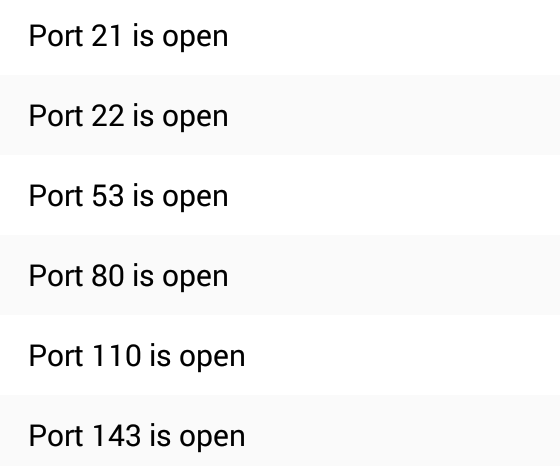 Port 21 is open
Port 22 is open
Port 53 is open
Port 80 is open
Port 110 is open
Port 143 is open